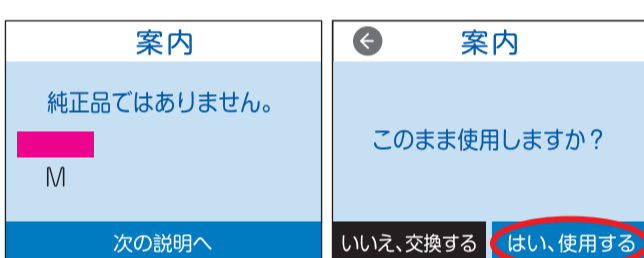 案内
純正品ではありません。
M
次の説明へ
案内
このまま使用しますか？
いいえ、交換する
はい、使用する